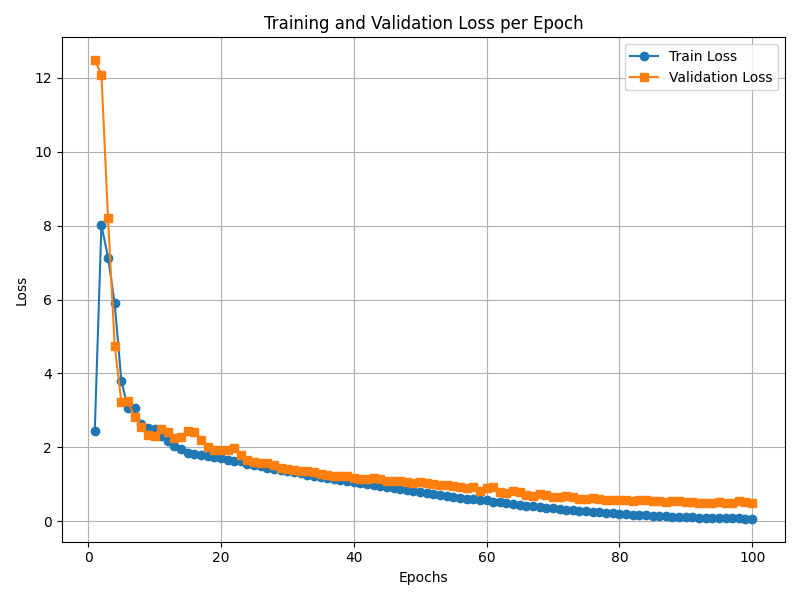 Training and Validation Loss per Epoch
Train Loss
Validation Loss
12
10
8
6
4
2
0
Loss
0 20 40 60 80 100
Epochs